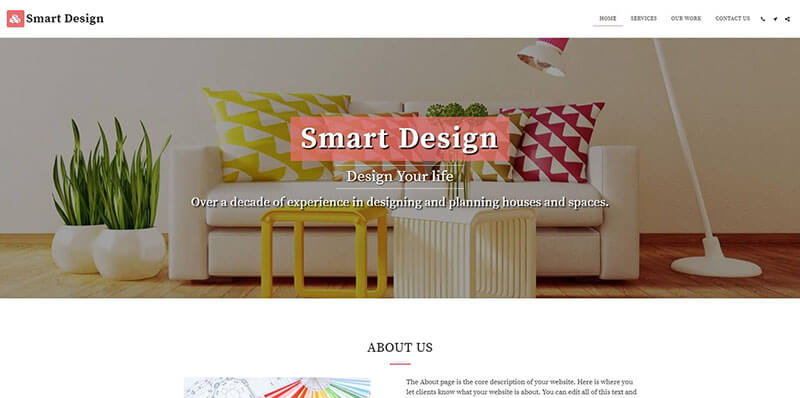 & Smart Design
HOME SERVICES OUR WORK CONTACT US
Smart Design
Design Your life
Over a decade of experience in designing and planning houses and spaces.
ABOUT US
The About page is the core description of your website. Here is where you
let clients know what your website is about. You can edit all of this text and